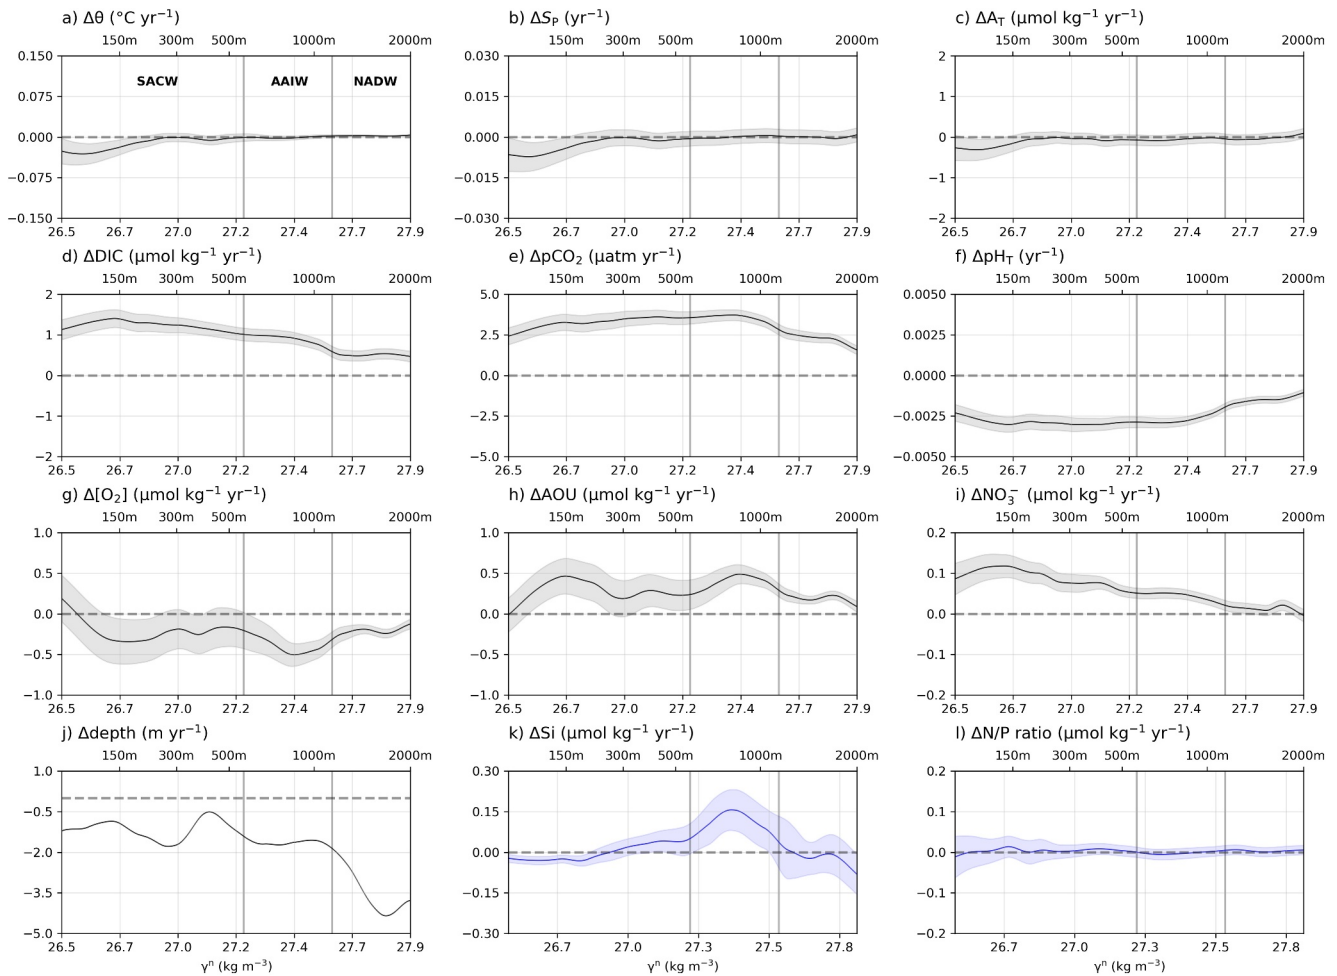 a) Δθ (°C yr⁻¹)
150m 300m 500m 1000m 2000m
0.150
0.075
0.000
−0.075
−0.150
SACW AAIW NADW
26.5 26.7 27.0 27.2 27.4 27.7 27.9
b) ΔS_P (yr⁻¹)
150m 300m 500m 1000m 2000m
0.030
0.015
0.000
−0.015
−0.030
26.5 26.7 27.0 27.2 27.4 27.7 27.9
c) ΔA_T (μmol kg⁻¹ yr⁻¹)
150m 300m 500m 1000m 2000m
2
1
0
−1
−2
26.5 26.7 27.0 27.2 27.4 27.7 27.9
d) ΔDIC (μmol kg⁻¹ yr⁻¹)
150m 300m 500m 1000m 2000m
2
1
0
−1
−2
26.5 26.7 27.0 27.2 27.4 27.7 27.9
e) ΔpCO₂ (μatm yr⁻¹)
150m 300m 500m 1000m 2000m
5.0
2.5
0.0
−2.5
−5.0
26.5 26.7 27.0 27.2 27.4 27.7 27.9
f) ΔpH_T (yr⁻¹)
150m 300m 500m 1000m 2000m
0.0050
0.0025
0.0000
−0.0025
−0.0050
26.5 26.7 27.0 27.2 27.4 27.7 27.9
g) Δ[O₂] (μmol kg⁻¹ yr⁻¹)
150m 300m 500m 1000m 2000m
1.0
0.5
0.0
−0.5
−1.0
26.5 26.7 27.0 27.2 27.4 27.7 27.9
h) ΔAOU (μmol kg⁻¹ yr⁻¹)
150m 300m 500m 1000m 2000m
1.0
0.5
0.0
−0.5
−1.0
26.5 26.7 27.0 27.2 27.4 27.7 27.9
i) ΔNO₃⁻ (μmol kg⁻¹ yr⁻¹)
150m 300m 500m 1000m 2000m
0.2
0.1
0.0
−0.1
−0.2
26.5 26.7 27.0 27.2 27.4 27.7 27.9
j) Δdepth (m yr⁻¹)
150m 300m 500m 1000m 2000m
1.0
−0.5
−2.0
−3.5
−5.0
26.5 26.7 27.0 27.2 27.4 27.7 27.9
γⁿ (kg m⁻³)
k) ΔSi (μmol kg⁻¹ yr⁻¹)
150m 300m 500m 1000m 2000m
0.30
0.15
0.00
−0.15
−0.30
26.7 27.0 27.3 27.5 27.8
γⁿ (kg m⁻³)
l) ΔN/P ratio (μmol kg⁻¹ yr⁻¹)
150m 300m 500m 1000m 2000m
0.2
0.1
0.0
−0.1
−0.2
26.7 27.0 27.3 27.5 27.8
γⁿ (kg m⁻³)